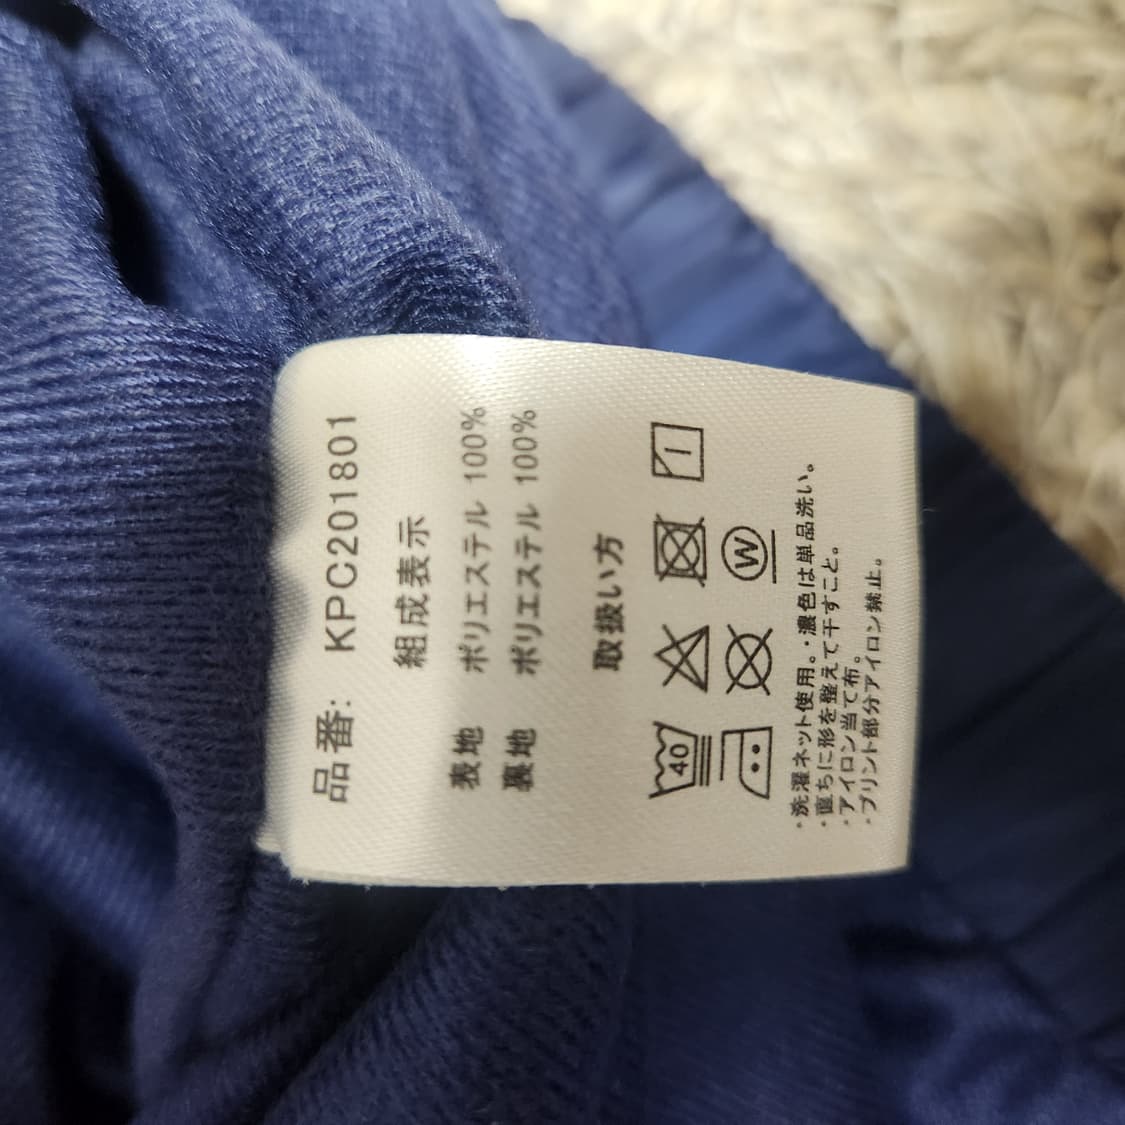 品番: KPC201801
組成表示
表地 ポリエステル 100%
裏地 ポリエステル 100%
取扱い方
40
W
・洗濯ネット使用。・濃色は単品洗い。
・直ちに形を整えて干すこと。
・アイロン当て布。
・プリント部分アイロン禁止。